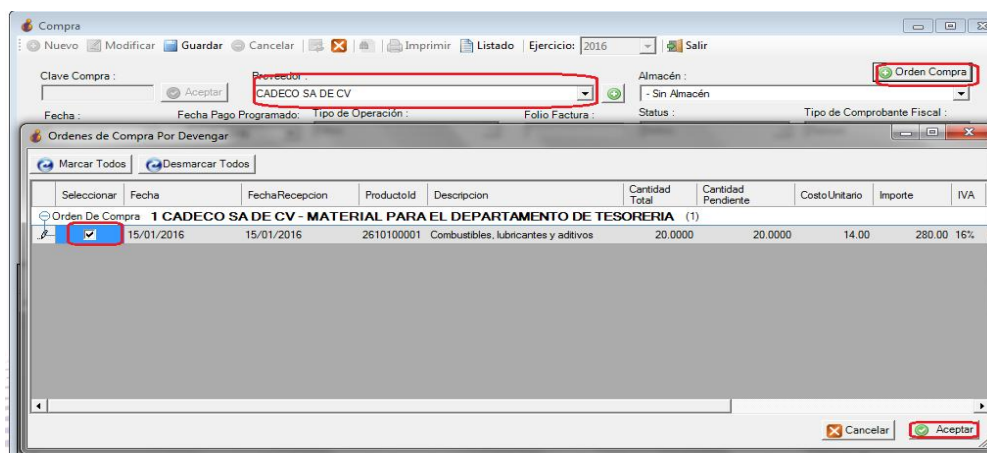 Compra
Nuevo Modificar Guardar Cancelar Imprimir Listado Ejercicio: 2016 Salir
Clave Compra : Proveedor : Almacén : Orden Compra
Aceptar CADECO SA DE CV - Sin Almacén
Fecha : Fecha Pago Programado: Tipo de Operación : Folio Factura : Status : Tipo de Comprobante Fiscal :
Ordenes de Compra Por Devengar
Marcar Todos Desmarcar Todos
Seleccionar Fecha FechaRecepcion ProductoId Descripcion Cantidad Total Cantidad Pendiente CostoUnitario Importe IVA
Orden De Compra 1 CADECO SA DE CV - MATERIAL PARA EL DEPARTAMENTO DE TESORERIA (1)
15/01/2016 15/01/2016 2610100001 Combustibles, lubricantes y aditivos 20.0000 20.0000 14.00 280.00 16%
Cancelar Aceptar